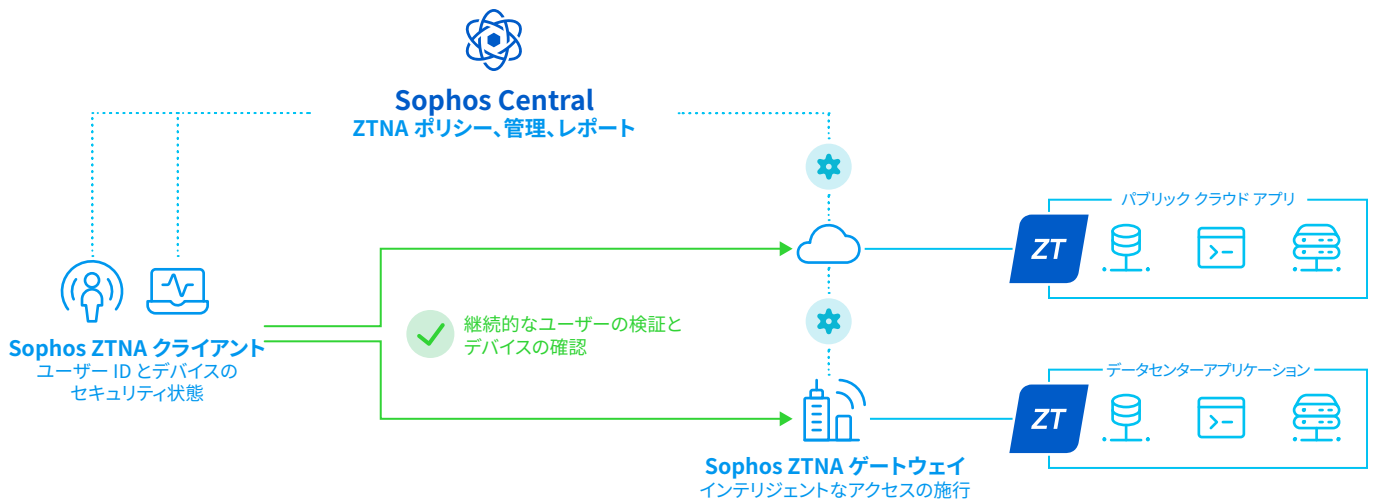 Sophos Central
ZTNA ポリシー、管理、レポート
パブリック クラウド アプリ
ZT
継続的なユーザーの検証と
デバイスの確認
Sophos ZTNA クライアント
ユーザー ID とデバイスの
セキュリティ状態
データセンターアプリケーション
ZT
Sophos ZTNA ゲートウェイ
インテリジェントなアクセスの施行